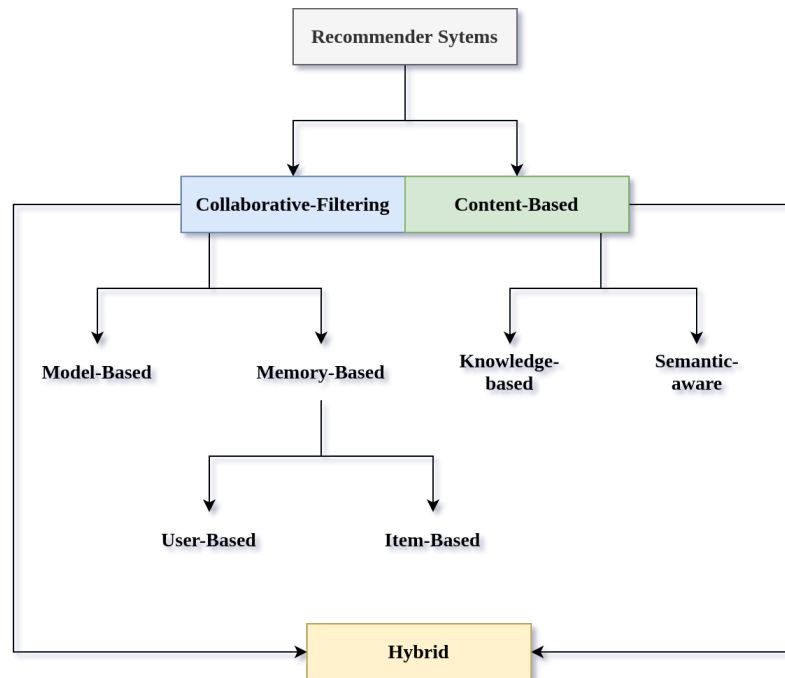 Recommender Sytems
Collaborative-Filtering
Content-Based
Model-Based
Memory-Based
Knowledge-
based
Semantic-
aware
User-Based
Item-Based
Hybrid